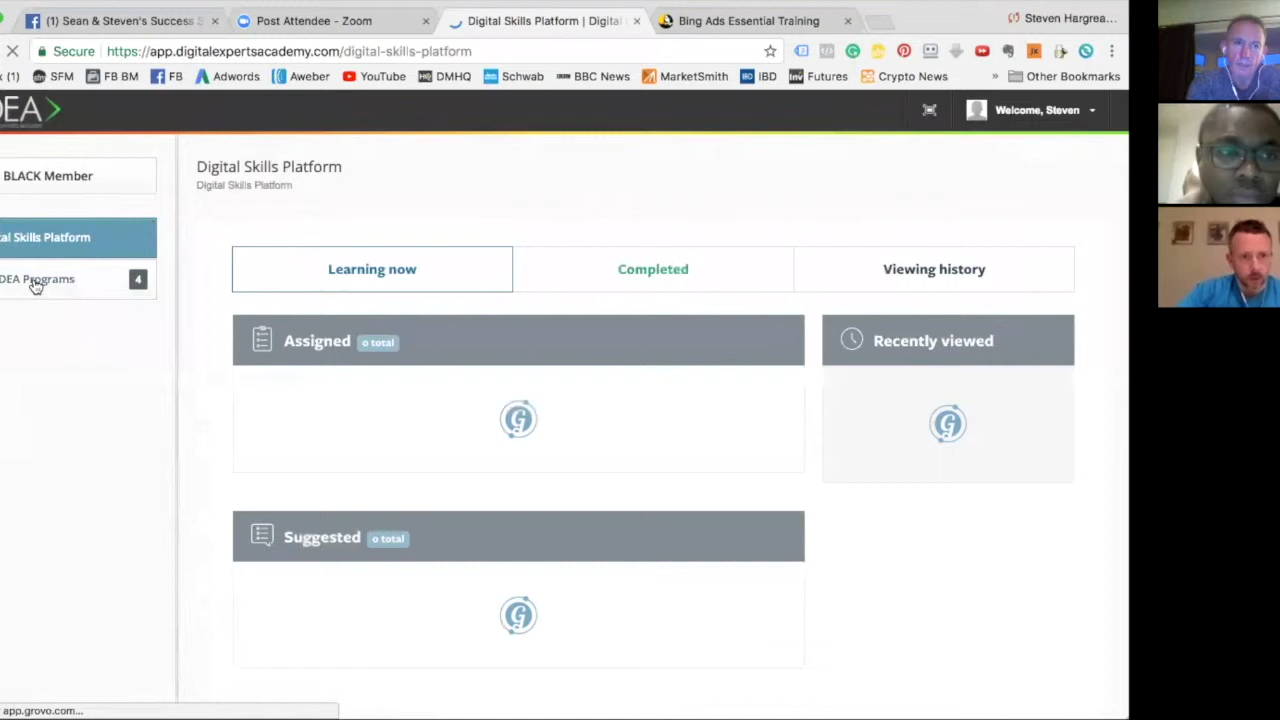 (1) Sean & Steven's Success S
Post Attendee - Zoom
Digital Skills Platform | Digital
Bing Ads Essential Training
Steven Hargrea...
Secure
https://app.digitalexpertsacademy.com/digital-skills-platform
(1)
SFM
FB BM
FB
Adwords
Aweber
YouTube
DMHQ
Schwab
BBC News
MarketSmith
IBD
Futures
Crypto News
»
Other Bookmarks
DEA
Welcome, Steven
BLACK Member
Digital Skills Platform
Digital Skills Platform
al Skills Platform
DEA Programs
4
Learning now
Completed
Viewing history
Assigned
0 total
Recently viewed
Suggested
0 total
app.grovo.com...